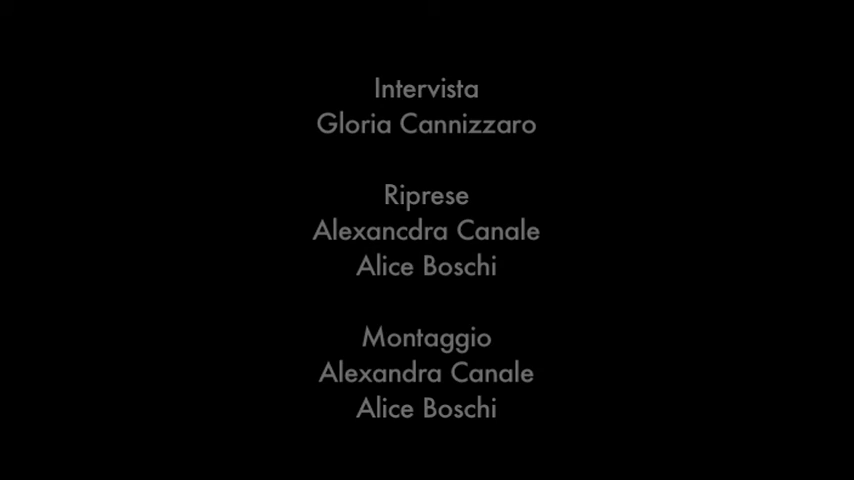 Intervista
Gloria Cannizzaro
Riprese
Alexancdra Canale
Alice Boschi
Montaggio
Alexandra Canale
Alice Boschi